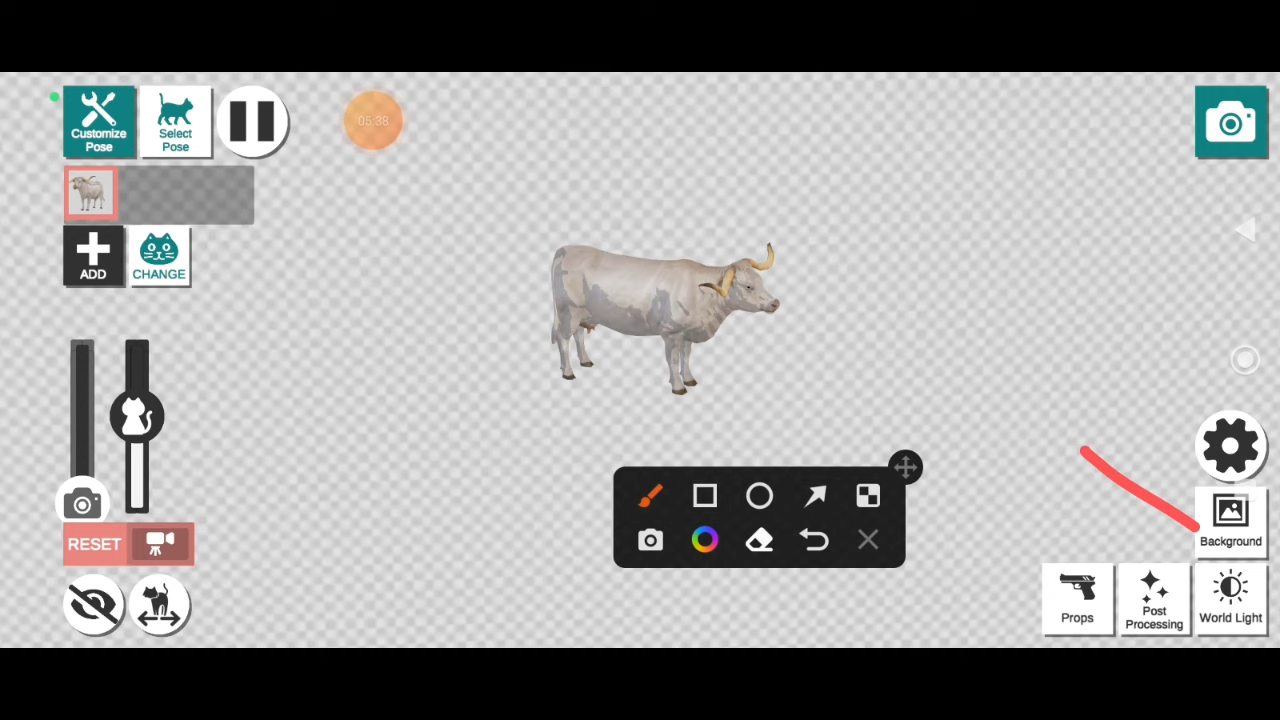 Customize
Pose
Select
Pose
05:38
ADD
CHANGE
RESET
Background
Props
Post
Processing
World Light